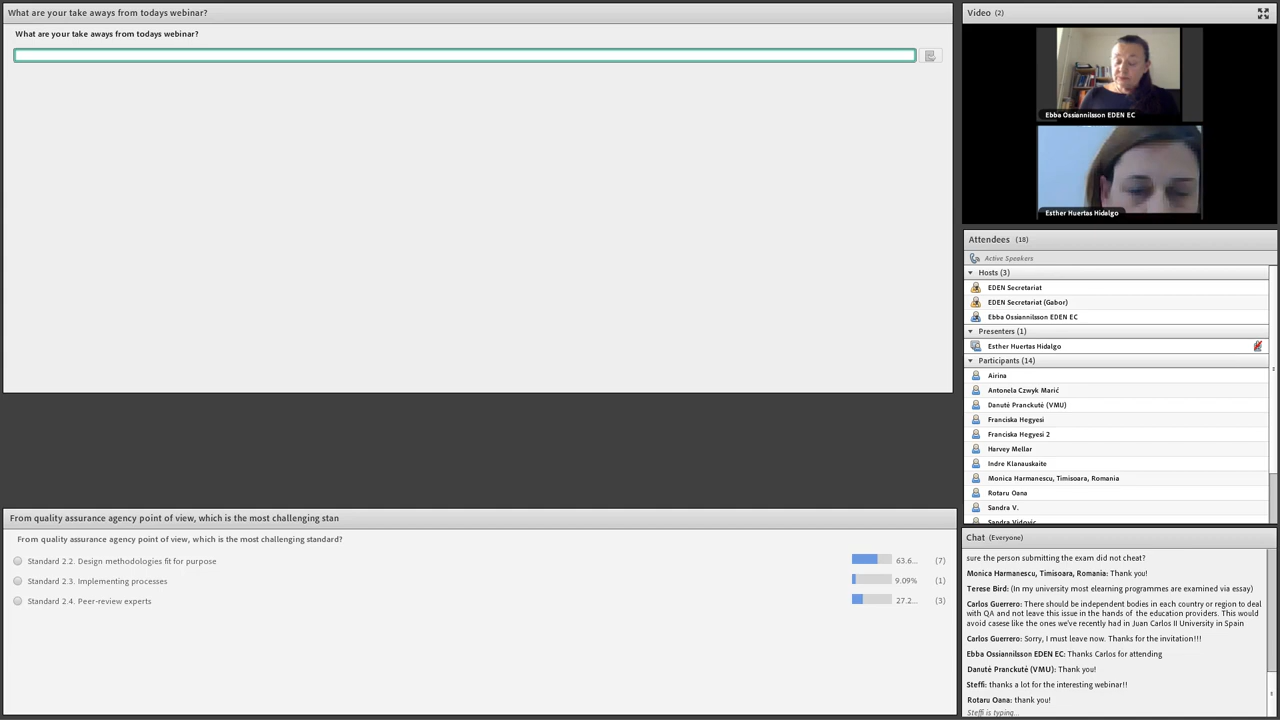 What are your take aways from todays webinar?
What are your take aways from todays webinar?
From quality assurance agency point of view, which is the most challenging stan
From quality assurance agency point of view, which is the most challenging standard?
Standard 2.2. Design methodologies fit for purpose 63.6... (7)
Standard 2.3. Implementing processes 9.09% (1)
Standard 2.4. Peer-review experts 27.2... (3)
Video (2)
Ebba Ossiannilsson EDEN EC
Esther Huertas Hidalgo
Attendees (18)
Active Speakers
Hosts (3)
EDEN Secretariat
EDEN Secretariat (Gabor)
Ebba Ossiannilsson EDEN EC
Presenters (1)
Esther Huertas Hidalgo
Participants (14)
Airina
Antonela Czwyk Marić
Danutė Pranckutė (VMU)
Franciska Hegyesi
Franciska Hegyesi 2
Harvey Mellar
Indre Klanauskaite
Monica Harmanescu, Timisoara, Romania
Rotaru Oana
Sandra V.
Sandra Vidovic
Chat (Everyone)
sure the person submitting the exam did not cheat?
Monica Harmanescu, Timisoara, Romania: Thank you!
Terese Bird: (In my university most elearning programmes are examined via essay)
Carlos Guerrero: There should be independent bodies in each country or region to deal
with QA and not leave this issue in the hands of the education providers. This would
avoid casese like the ones we've recently had in Juan Carlos II University in Spain
Carlos Guerrero: Sorry, I must leave now. Thanks for the invitation!!!
Ebba Ossiannilsson EDEN EC: Thanks Carlos for attending
Danutė Pranckutė (VMU): Thank you!
Steffi: thanks a lot for the interesting webinar!!
Rotaru Oana: thank you!
Steffi is typing...